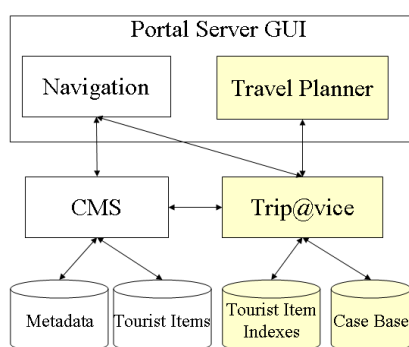 Portal Server GUI
Navigation
Travel Planner
CMS
Trip@vice
Metadata
Tourist Items
Tourist Item
Indexes
Case Base